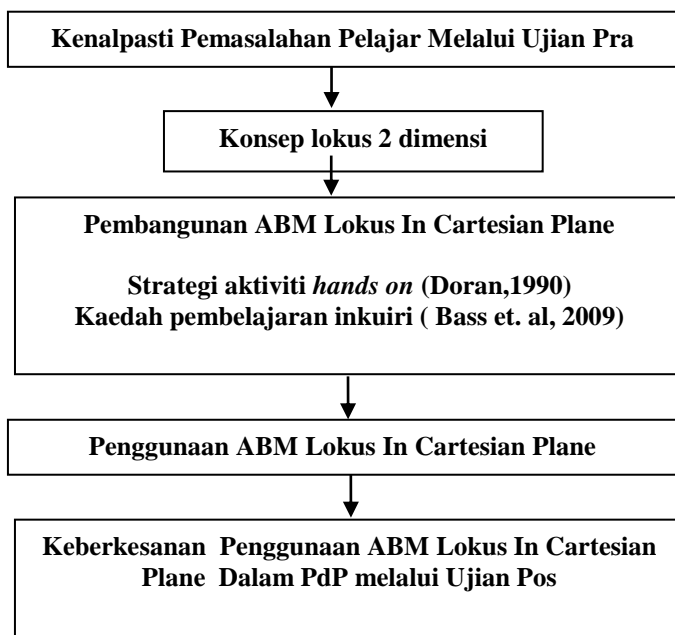 Kenalpasti Pemasalahan Pelajar Melalui Ujian Pra
Konsep lokus 2 dimensi
Pembangunan ABM Lokus In Cartesian Plane
Strategi aktiviti hands on (Doran,1990)
Kaedah pembelajaran inkuiri ( Bass et. al, 2009)
Penggunaan ABM Lokus In Cartesian Plane
Keberkesanan Penggunaan ABM Lokus In Cartesian
Plane Dalam PdP melalui Ujian Pos